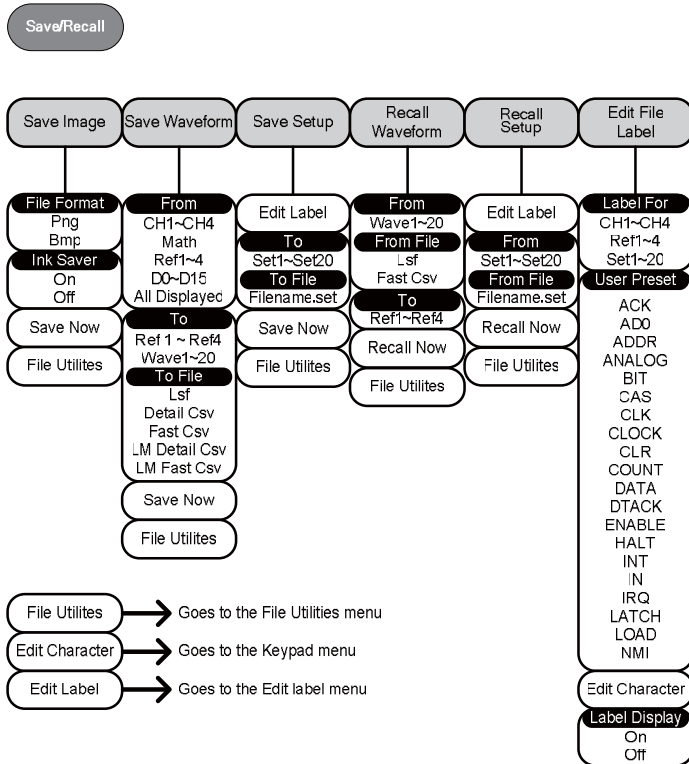 Save/Recall
Save Image
File Format
Png
Bmp
Ink Saver
On
Off
Save Now
File Utilites
Save Waveform
From
CH1~CH4
Math
Ref1~4
D0~D15
All Displayed
To
Ref 1 ~ Ref4
Wave1~20
To File
Lsf
Detail Csv
Fast Csv
LM Detail Csv
LM Fast Csv
Save Now
File Utilites
Save Setup
Edit Label
To
Set1~Set20
To File
Filename.set
Save Now
File Utilites
Recall
Waveform
From
Wave1~20
From File
Lsf
Fast Csv
To
Ref1~Ref4
Recall Now
File Utilites
Recall
Setup
Edit Label
From
Set1~Set20
From File
Filename.set
Recall Now
File Utilites
Edit File
Label
Label For
CH1~CH4
Ref1~4
Set1~20
User Preset
ACK
AD0
ADDR
ANALOG
BIT
CAS
CLK
CLOCK
CLR
COUNT
DATA
DTACK
ENABLE
HALT
INT
IN
IRQ
LATCH
LOAD
NMI
Edit Character
Label Display
On
Off
File Utilites Goes to the File Utilities menu
Edit Character Goes to the Keypad menu
Edit Label Goes to the Edit label menu